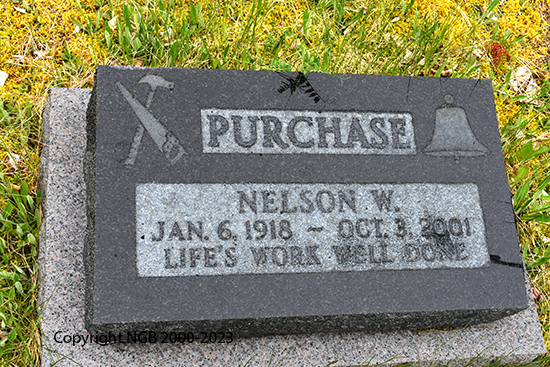 PURCHASE
NELSON W.
JAN. 6, 1918 ~ OCT. 3, 2001
LIFE'S WORK WELL DONE
Copyright NGB 2000-2023